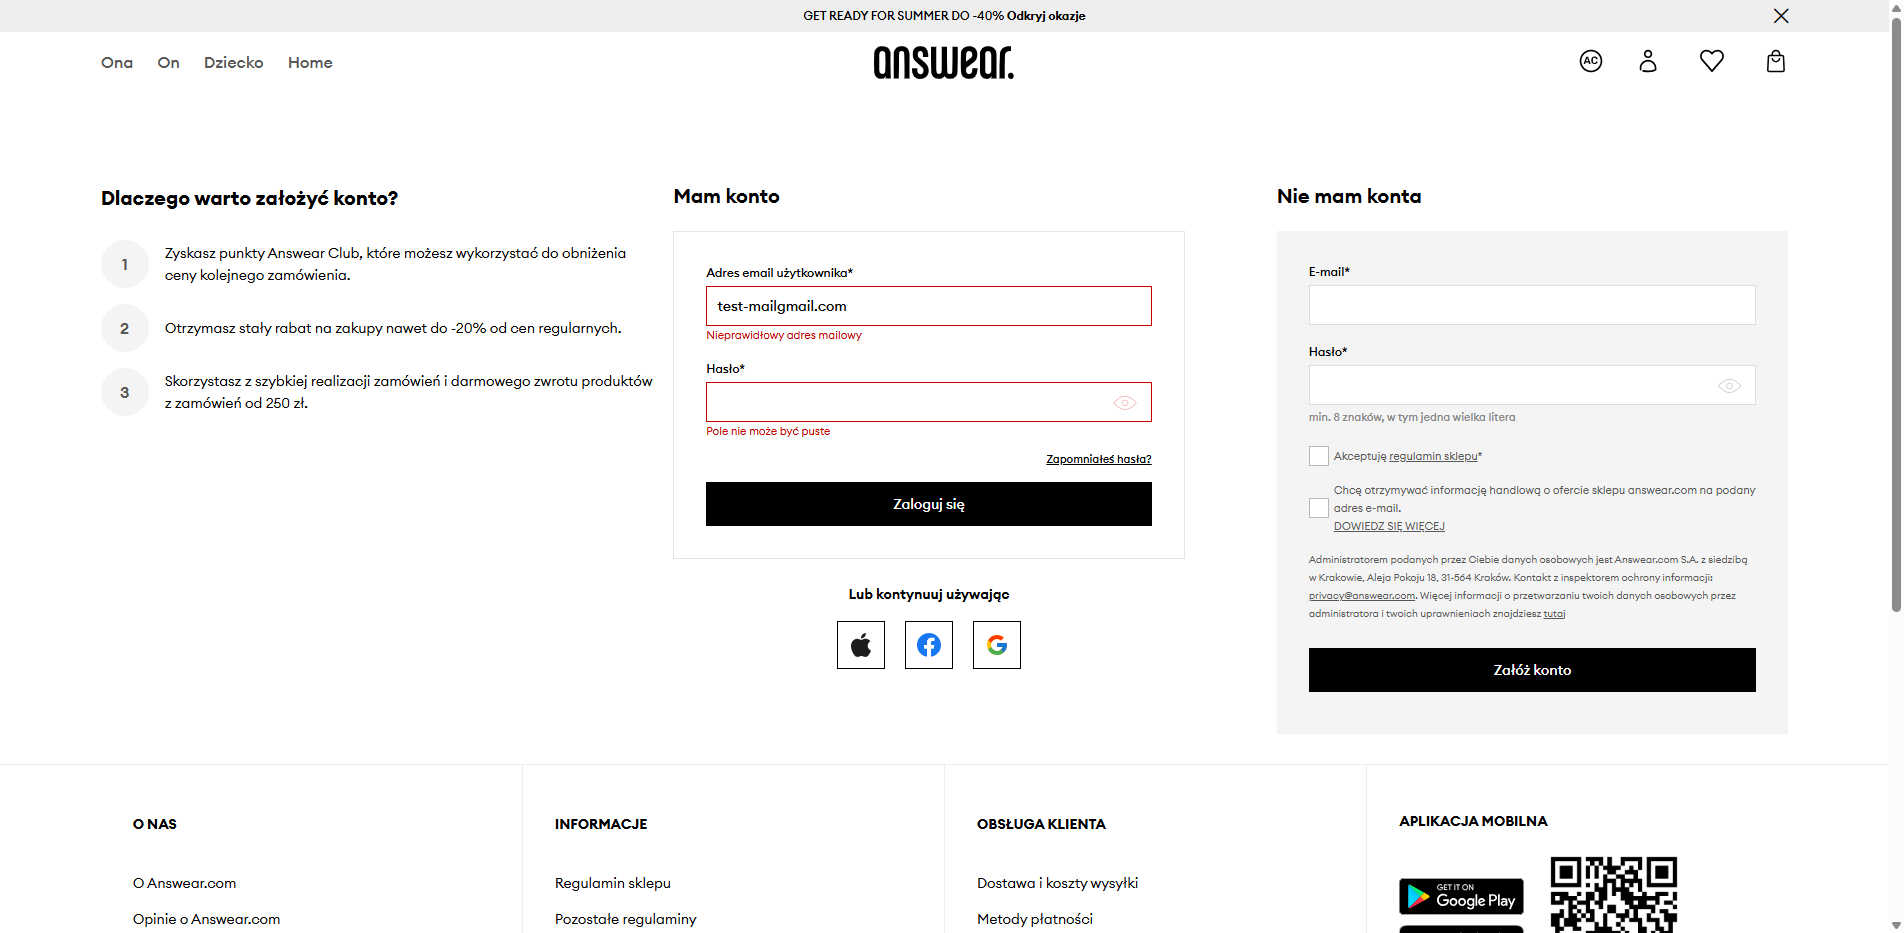 GET READY FOR SUMMER DO -40% Odkryj okazje
Ona On Dziecko Home
answear.
AC
Dlaczego warto założyć konto?
1
Zyskasz punkty Answear Club, które możesz wykorzystać do obniżenia
ceny kolejnego zamówienia.
2
Otrzymasz stały rabat na zakupy nawet do -20% od cen regularnych.
3
Skorzystasz z szybkiej realizacji zamówień i darmowego zwrotu produktów
z zamówień od 250 zł.
Mam konto
Adres email użytkownika*
test-mailgmail.com
Nieprawidłowy adres mailowy
Hasło*
Pole nie może być puste
Zapomniałeś hasła?
Zaloguj się
Lub kontynuuj używając
Nie mam konta
E-mail*
Hasło*
min. 8 znaków, w tym jedna wielka litera
Akceptuję regulamin sklepu*
Chcę otrzymywać informację handlową o ofercie sklepu answear.com na podany
adres e-mail.
DOWIEDZ SIĘ WIĘCEJ
Administratorem podanych przez Ciebie danych osobowych jest Answear.com S.A. z siedzibą
w Krakowie, Aleja Pokoju 18, 31-564 Kraków. Kontakt z inspektorem ochrony informacji:
privacy@answear.com. Więcej informacji o przetwarzaniu twoich danych osobowych przez
administratora i twoich uprawnieniach znajdziesz tutaj
Załóż konto
O NAS
O Answear.com
Opinie o Answear.com
INFORMACJE
Regulamin sklepu
Pozostałe regulaminy
OBSŁUGA KLIENTA
Dostawa i koszty wysyłki
Metody płatności
APLIKACJA MOBILNA
GET IT ON
Google Play